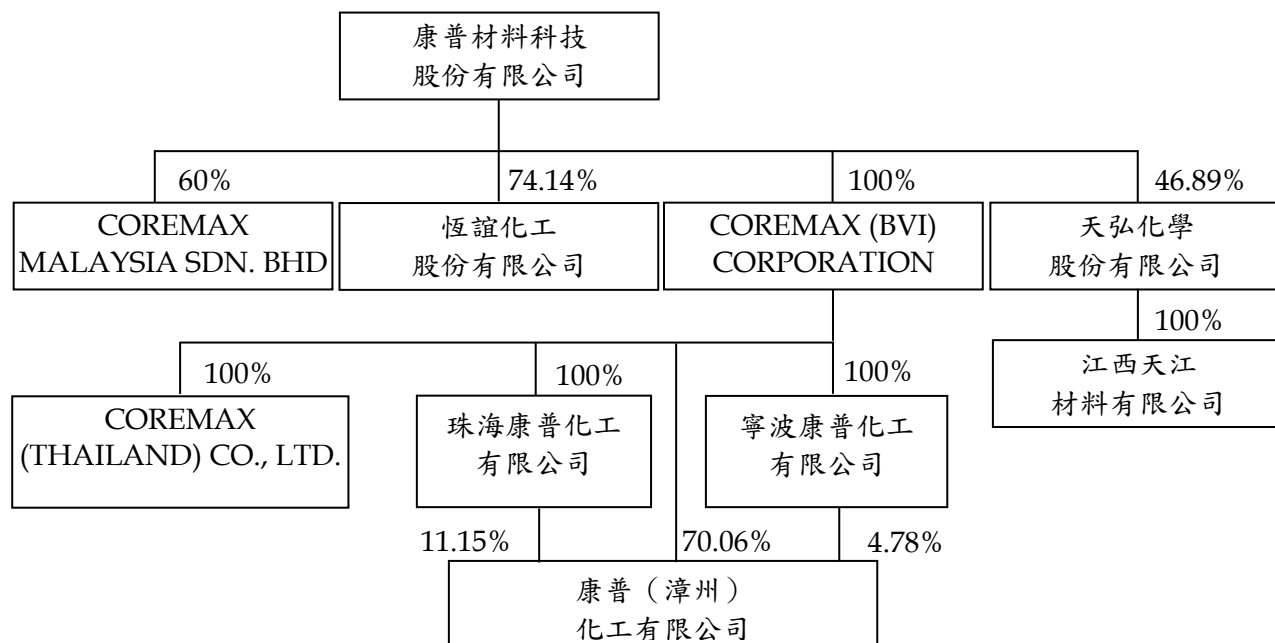 康普材料科技
股份有限公司
60%
74.14%
100%
46.89%
COREMAX
MALAYSIA SDN. BHD
恆誼化工
股份有限公司
COREMAX (BVI)
CORPORATION
天弘化學
股份有限公司
100%
江西天江
材料有限公司
100%
100%
100%
COREMAX
(THAILAND) CO., LTD.
珠海康普化工
有限公司
寧波康普化工
有限公司
11.15%
70.06%
4.78%
康普（漳州）
化工有限公司